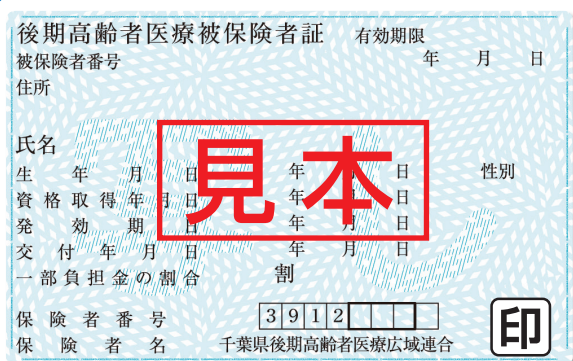 後期高齢者医療被保険者証 有効期限
被保険者番号 年 月 日
住所
氏名
生年月日 年 月 日 性別
資格取得年月日 年 月 日
発効期日 年 月 日
交付年月日 年 月 日
一部負担金の割合 割
見本
保険者番号 3912
保険者名 千葉県後期高齢者医療広域連合
印